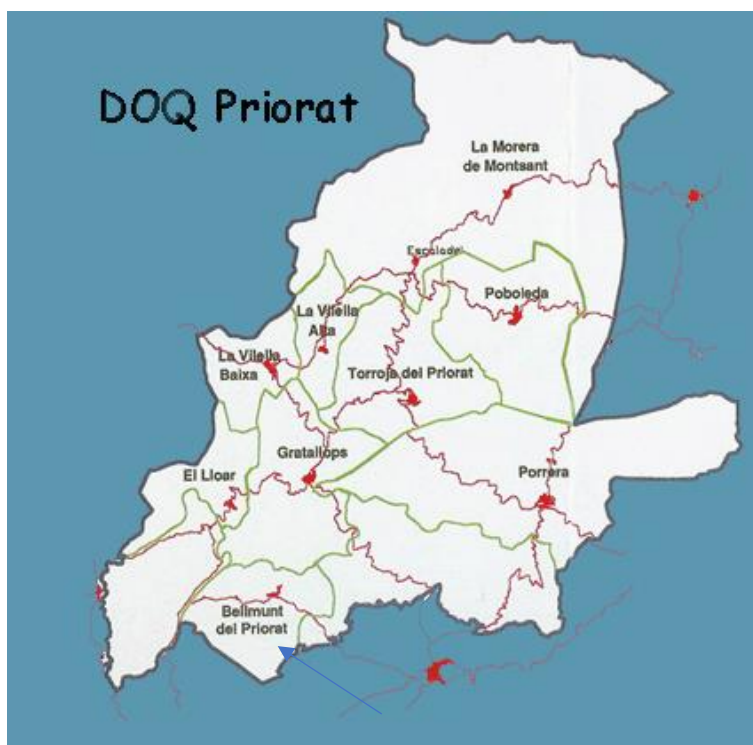 DOQ Priorat
La Morera
de Montsant
Escaladei
Poboleda
La Vilella
Alta
La Vilella
Baixa
Torroja del Priorat
Gratallops
El Lloar
Porrera
Bellmunt
del Priorat